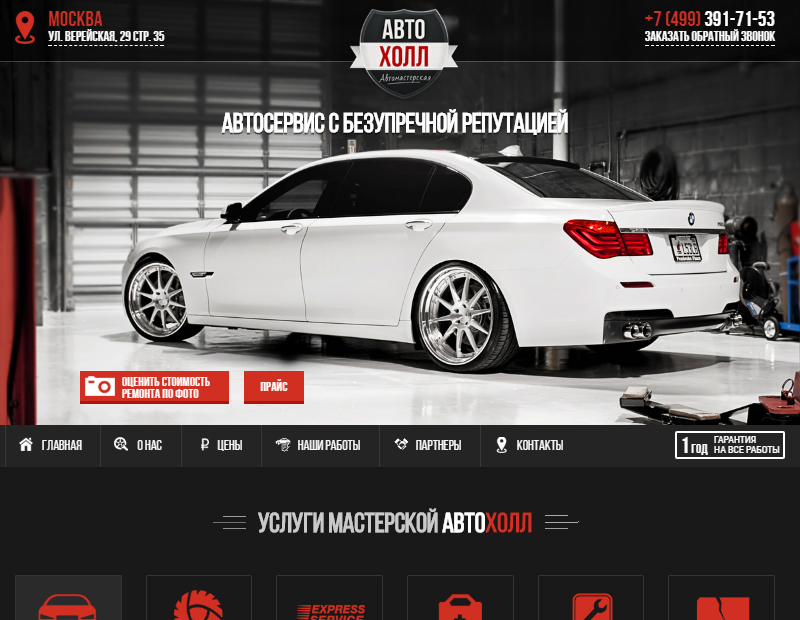 МОСКВА
УЛ. ВЕРЕЙСКАЯ, 29 СТР. 35
АВТО
ХОЛЛ
Автомастерская
+7 (499) 391-71-53
ЗАКАЗАТЬ ОБРАТНЫЙ ЗВОНОК
АВТОСЕРВИС С БЕЗУПРЕЧНОЙ РЕПУТАЦИЕЙ
ОЦЕНИТЬ СТОИМОСТЬ
РЕМОНТА ПО ФОТО
ПРАЙС
ГЛАВНАЯ
О НАС
ЦЕНЫ
НАШИ РАБОТЫ
ПАРТНЕРЫ
КОНТАКТЫ
1 ГОД
ГАРАНТИЯ
НА ВСЕ РАБОТЫ
УСЛУГИ МАСТЕРСКОЙ АВТОХОЛЛ
EXPRESS
SERVICE